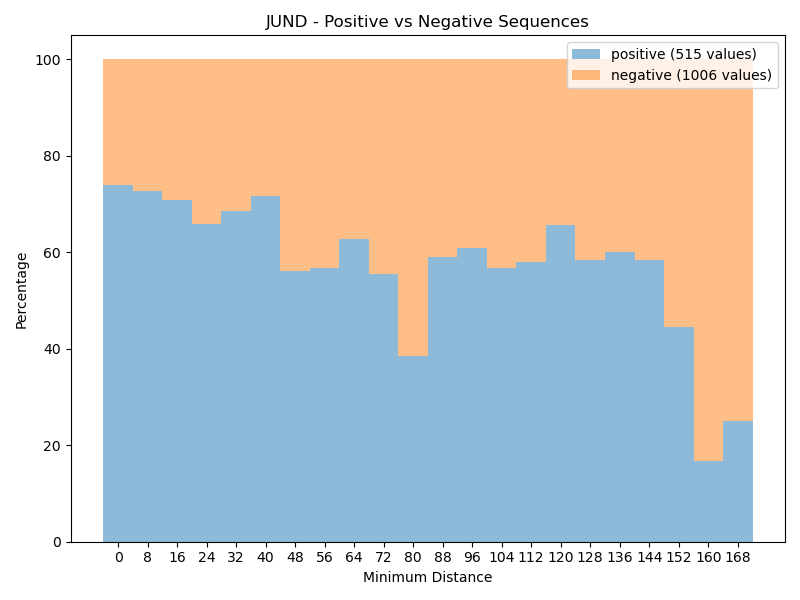 JUND - Positive vs Negative Sequences
positive (515 values)
negative (1006 values)
Percentage
100
80
60
40
20
0
0 8 16 24 32 40 48 56 64 72 80 88 96 104 112 120 128 136 144 152 160 168
Minimum Distance